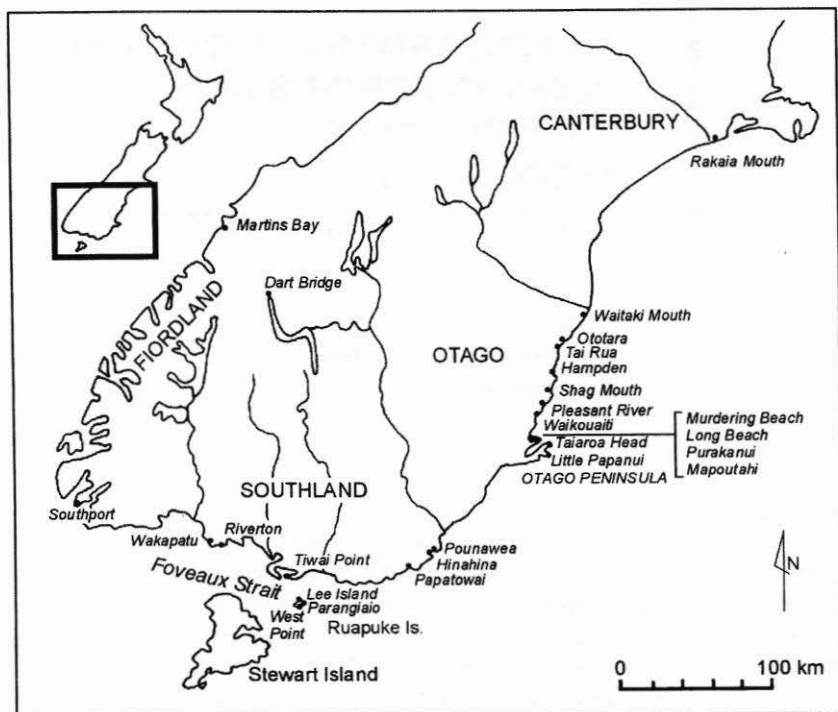 CANTERBURY
Rakaia Mouth
Martins Bay
Dart Bridge
FIORDLAND
Waitaki Mouth
Ototara
Tai Rua
OTAGO
Hampden
Shag Mouth
Pleasant River
Waikouaiti
Taiaroa Head
Little Papanui
OTAGO PENINSULA
Murdering Beach
Long Beach
Purakanui
Mapoutahi
SOUTHLAND
Southport
Wakapatu
Riverton
Tiwai Point
Pounawea
Hinahina
Papatowai
Foveaux Strait
Lee Island
Parangiaio
West
Point
Ruapuke Is.
Stewart Island
N
0 100 km